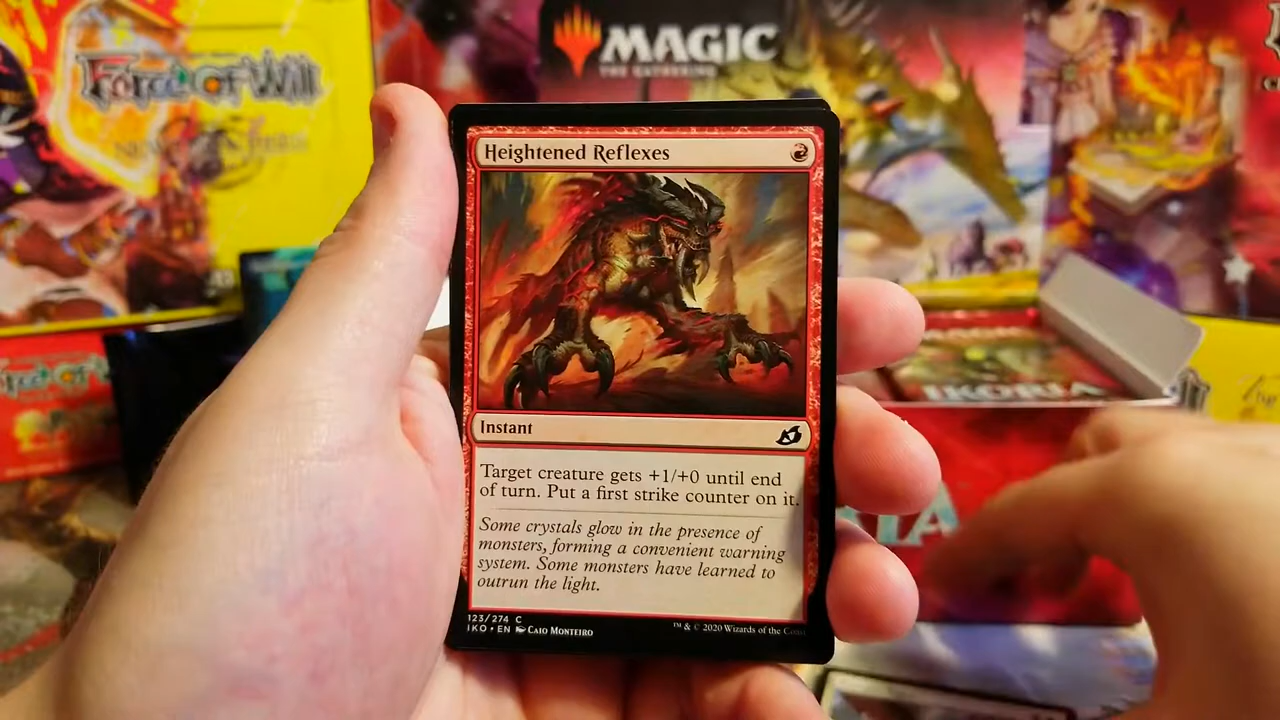 Force of Will
MAGIC
THE GATHERING
Heightened Reflexes
Instant
Target creature gets +1/+0 until end
of turn. Put a first strike counter on it.
Some crystals glow in the presence of
monsters, forming a convenient warning
system. Some monsters have learned to
outrun the light.
123/274 C
IKO • EN Caio Monteiro
™ & © 2020 Wizards of the Coast
IKORIA